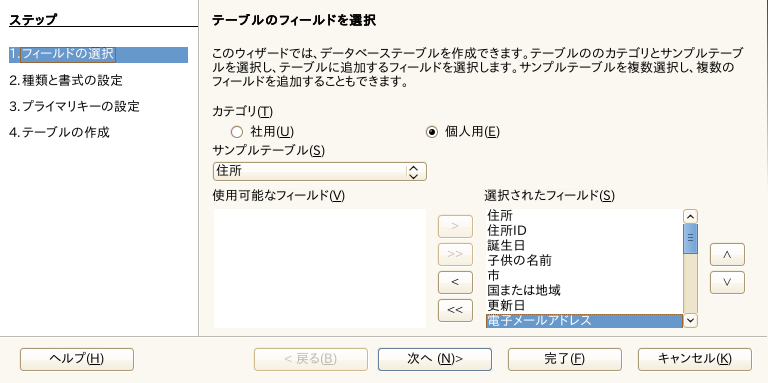 ステップ
1.フィールドの選択
2.種類と書式の設定
3.プライマリキーの設定
4.テーブルの作成
テーブルのフィールドを選択
このウィザードでは、データベーステーブルを作成できます。テーブルののカテゴリとサンプルテーブ
ルを選択し、テーブルに追加するフィールドを選択します。サンプルテーブルを複数選択し、複数の
フィールドを追加することもできます。
カテゴリ(T)
社用(U) 個人用(E)
サンプルテーブル(S)
住所
使用可能なフィールド(V)
>
>>
<
<<
選択されたフィールド(S)
住所
住所ID
誕生日
子供の名前
市
国または地域
更新日
電子メールアドレス
ヘルプ(H) < 戻る(B) 次へ (N)> 完了(F) キャンセル(K)